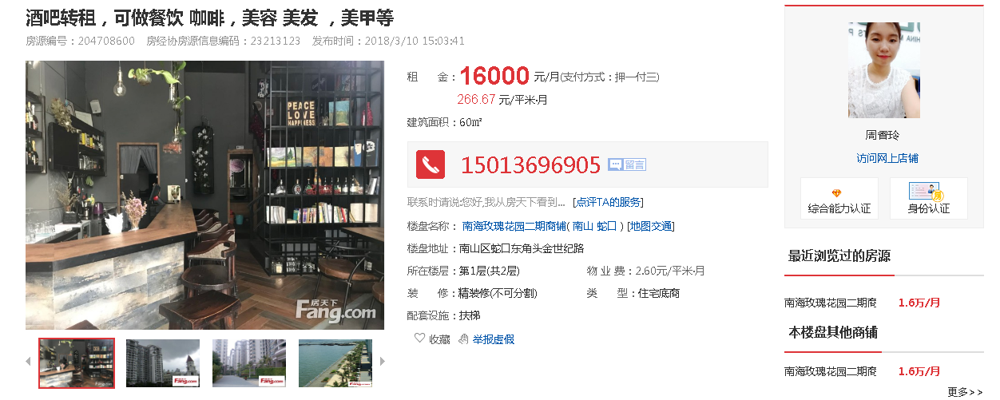 酒吧转租，可做餐饮 咖啡，美容 美发 ，美甲等
房源编号：204708600 房经协房源信息编码：23213123 发布时间：2018/3/10 15:03:41
PEACE
LOVE
HAPPINESS
房天下
Fang.com
租 金：16000 元/月(支付方式：押一付三)
266.67 元/平米·月
建筑面积：60㎡
15013696905 留言
联系时请说:您好,我从房天下看到... [点评TA的服务]
楼盘名称： 南海玫瑰花园二期商铺( 南山 蛇口 ) [地图交通]
楼盘地址：南山区蛇口东角头金世纪路
所在楼层：第1层(共2层) 物 业 费：2.60元/平米·月
装 修：精装修(不可分割) 类 型：住宅底商
配套设施：扶梯
收藏 举报虚假
周香玲
访问网上店铺
综合能力认证 身份认证
最近浏览过的房源
南海玫瑰花园二期商 1.6万/月
本楼盘其他商铺
南海玫瑰花园二期商 1.6万/月
更多>>